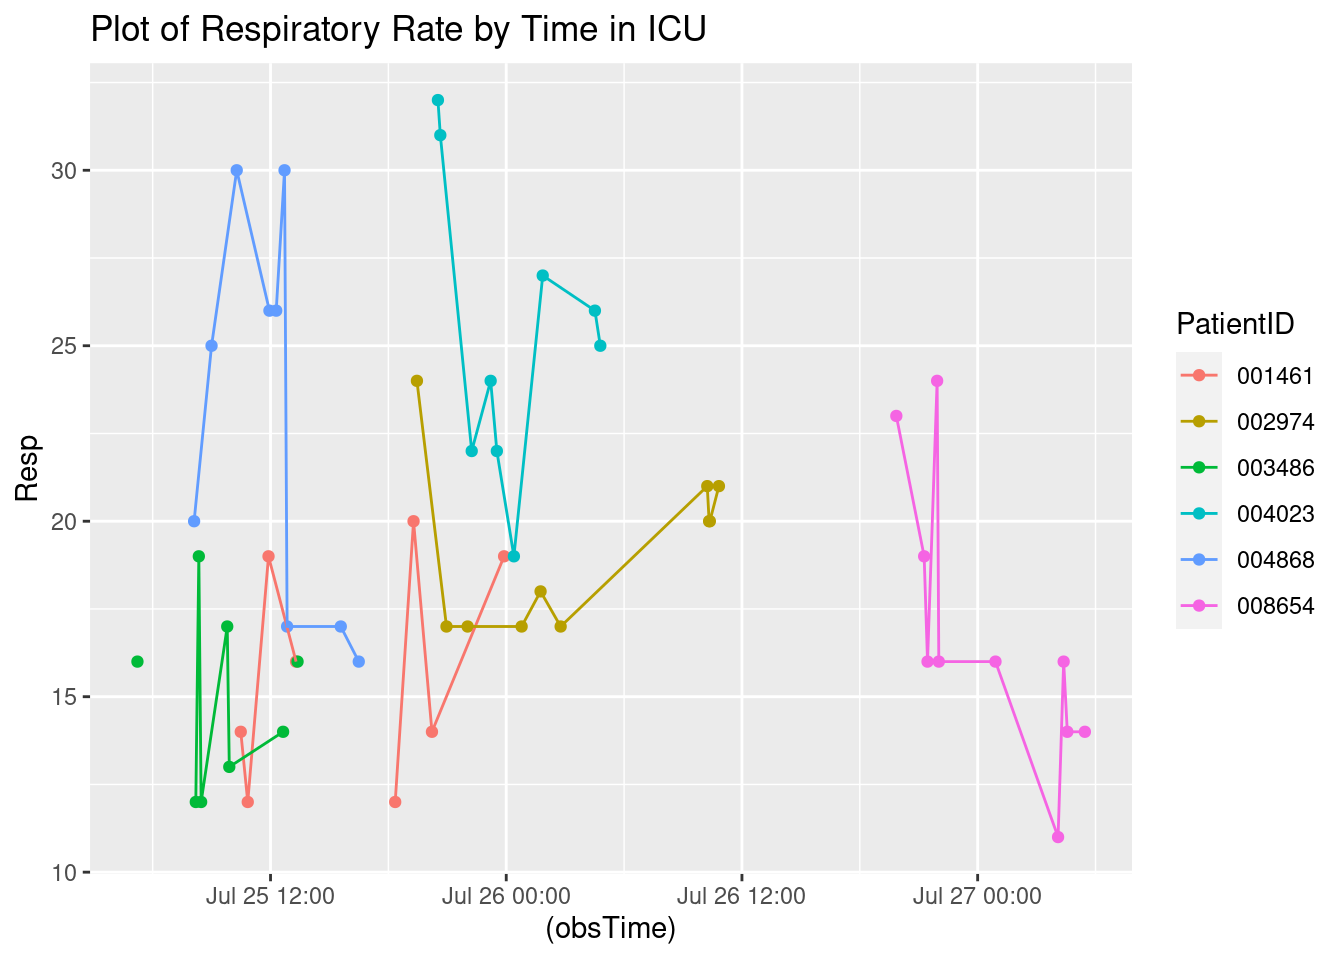 Plot of Respiratory Rate by Time in ICU
30
25
20
15
10
Resp
Jul 25 12:00
Jul 26 00:00
Jul 26 12:00
Jul 27 00:00
(obsTime)
PatientID
001461
002974
003486
004023
004868
008654